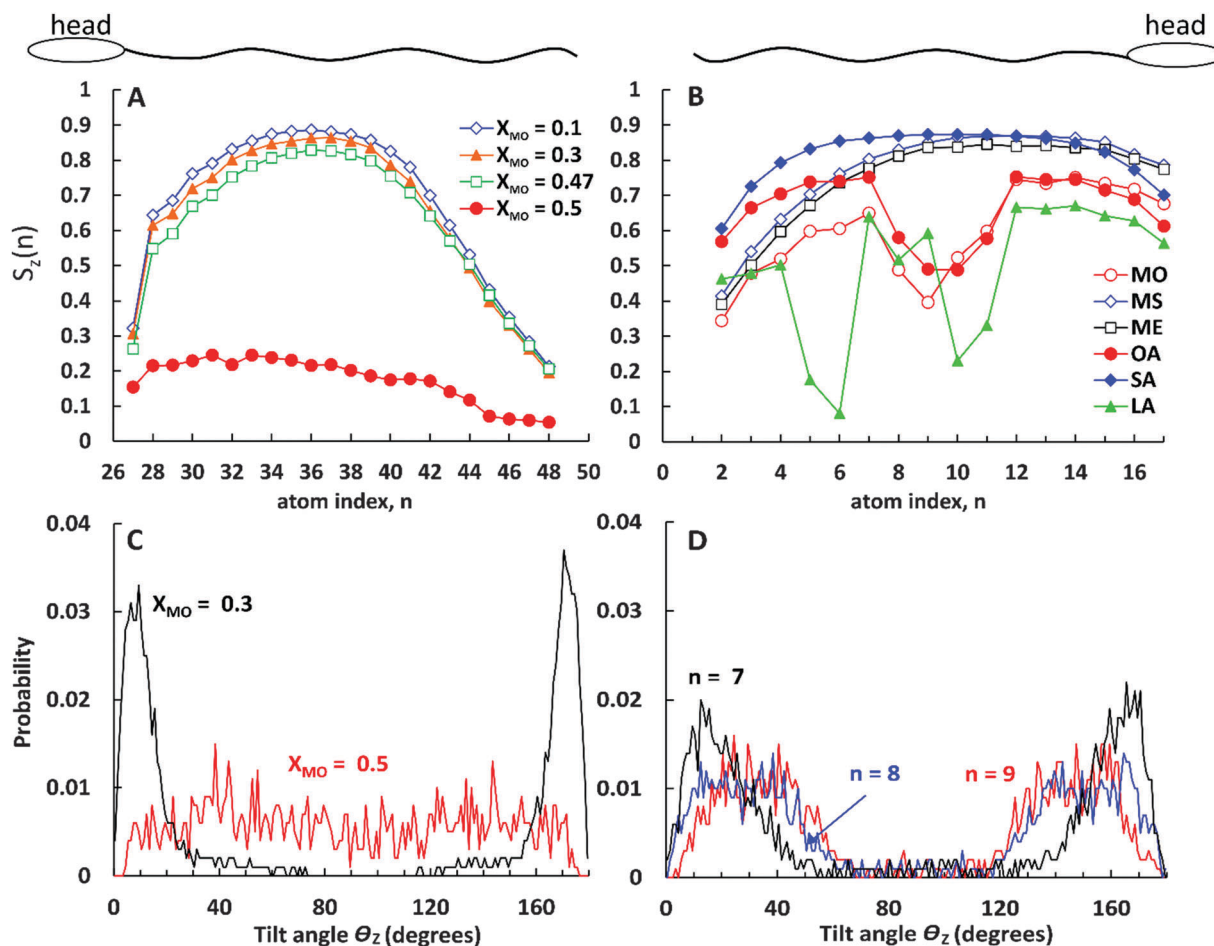 head
head
A
B
S_z(n)
1
0.9
0.8
0.7
0.6
0.5
0.4
0.3
0.2
0.1
0
X_MO = 0.1
X_MO = 0.3
X_MO = 0.47
X_MO = 0.5
26 28 30 32 34 36 38 40 42 44 46 48 50
atom index, n
1
0.9
0.8
0.7
0.6
0.5
0.4
0.3
0.2
0.1
0
MO
MS
ME
OA
SA
LA
2 4 6 8 10 12 14 16
atom index, n
C
Probability
0.04
0.03
0.02
0.01
0
X_MO = 0.3
X_MO = 0.5
0 40 80 120 160
Tilt angle ϴ_Z (degrees)
D
0.04
0.03
0.02
0.01
0
n = 7
n = 8
n = 9
0 40 80 120 160
Tilt angle ϴ_Z (degrees)